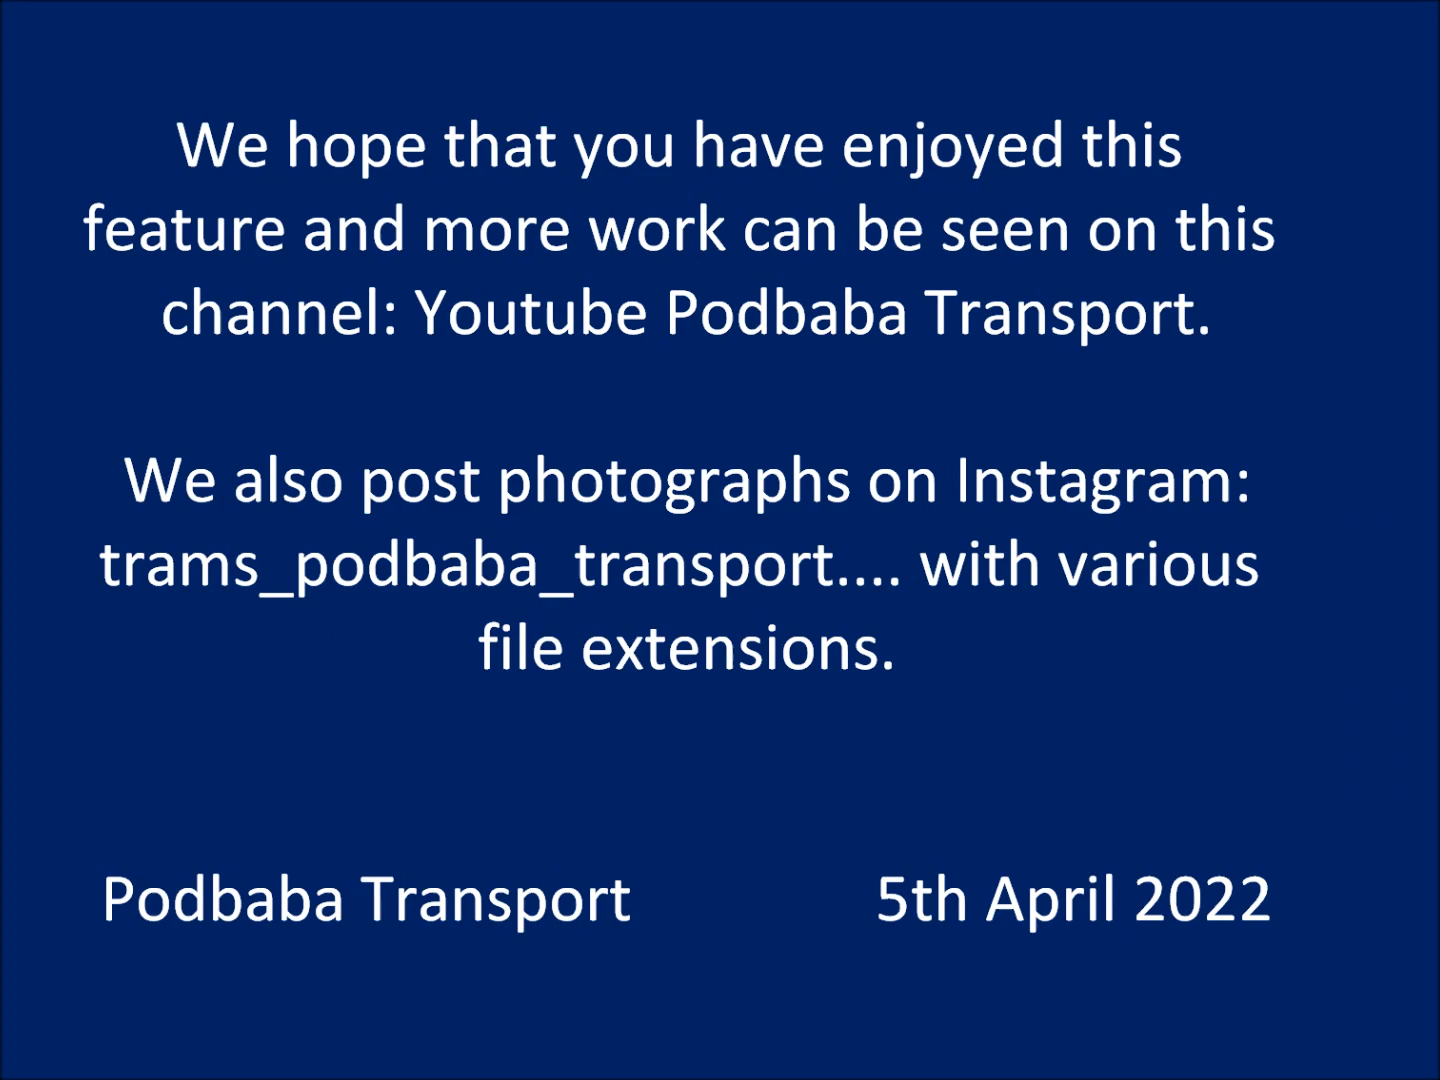 We hope that you have enjoyed this
feature and more work can be seen on this
channel: Youtube Podbaba Transport.
We also post photographs on Instagram:
trams_podbaba_transport.... with various
file extensions.
Podbaba Transport 5th April 2022